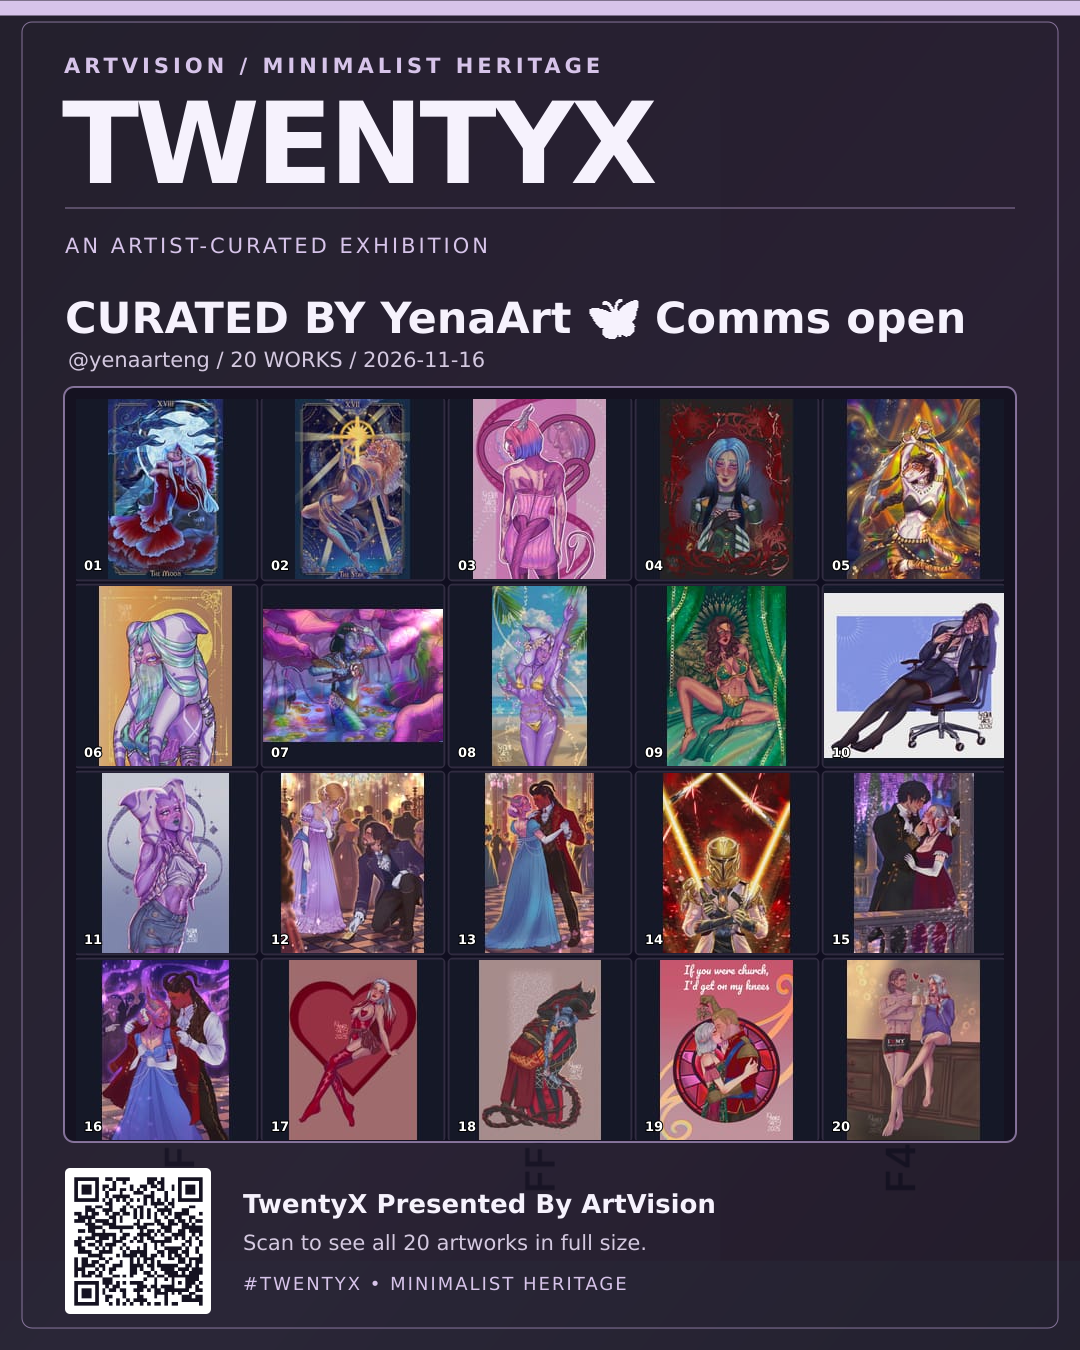 ARTVISION / MINIMALIST HERITAGE
TWENTYX
AN ARTIST-CURATED EXHIBITION
CURATED BY YenaArt 🦋 Comms open
@yenaarteng / 20 WORKS / 2026-11-16
XVIII
THE MOON
01
XVII
THE STAR
02
03
04
05
06
07
08
09
10
11
12
13
14
15
16
17
18
If you were church,
I'd get on my knees
19
20
F
FF
F4
TwentyX Presented By ArtVision
Scan to see all 20 artworks in full size.
#TWENTYX • MINIMALIST HERITAGE